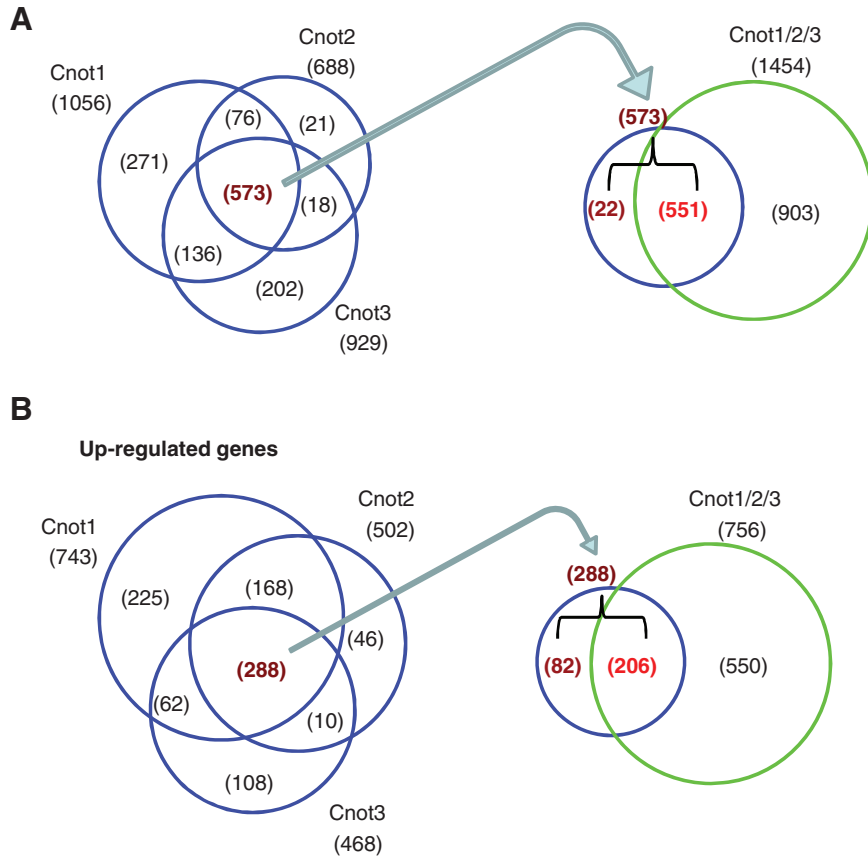 A
Cnot1
(1056)
Cnot2
(688)
(76)
(21)
(271)
(573)
(18)
(136)
(202)
Cnot3
(929)
Cnot1/2/3
(1454)
(573)
(22)
(551)
(903)
B
Up-regulated genes
Cnot1
(743)
Cnot2
(502)
(225)
(168)
(46)
(288)
(62)
(10)
(108)
Cnot3
(468)
Cnot1/2/3
(756)
(288)
(82)
(206)
(550)